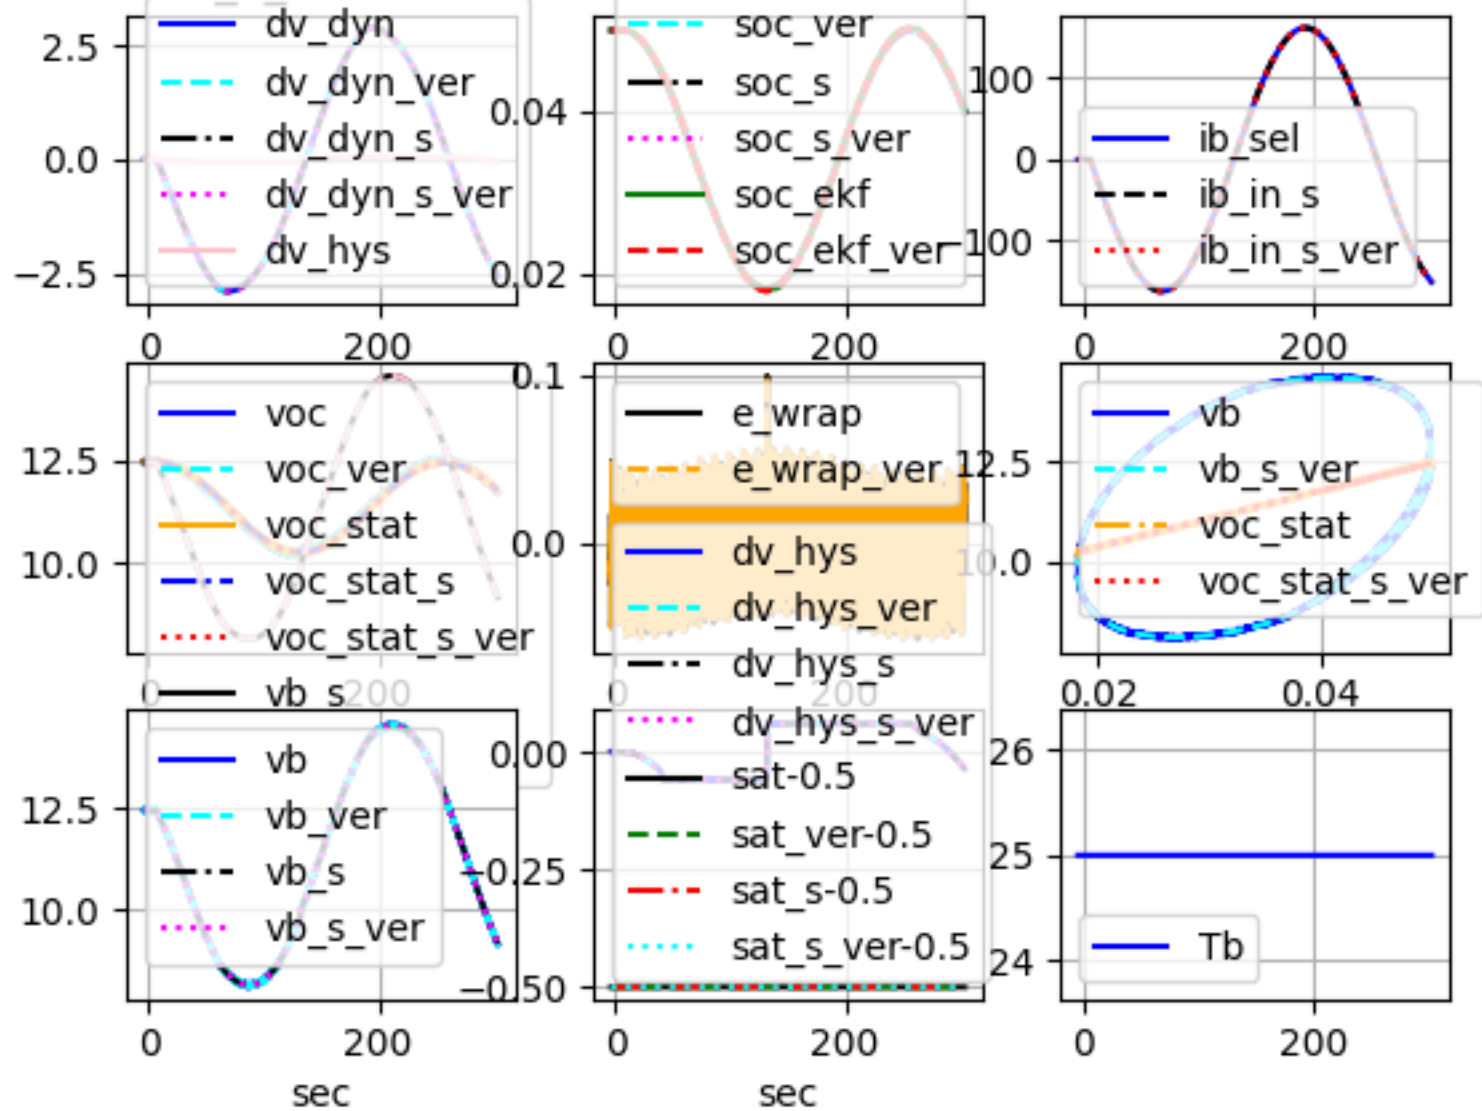 dv_dyn
dv_dyn_ver
dv_dyn_s
dv_dyn_s_ver
dv_hys
2.5
0.0
−2.5
0
200
soc_ver
soc_s
soc_s_ver
soc_ekf
soc_ekf_ver
0.04
0.02
0
200
ib_sel
ib_in_s
ib_in_s_ver
100
0
−100
0
200
voc
voc_ver
voc_stat
voc_stat_s
voc_stat_s_ver
vb_s
12.5
10.0
0
200
e_wrap
e_wrap_ver
0.1
0.0
0
200
vb
vb_s_ver
voc_stat
voc_stat_s_ver
12.5
10.0
0.02
0.04
vb
vb_ver
vb_s
vb_s_ver
12.5
10.0
0
200
sec
dv_hys
dv_hys_ver
dv_hys_s
dv_hys_s_ver
sat-0.5
sat_ver-0.5
sat_s-0.5
sat_s_ver-0.5
0.00
−0.25
−0.50
0
200
sec
Tb
26
25
24
0
200